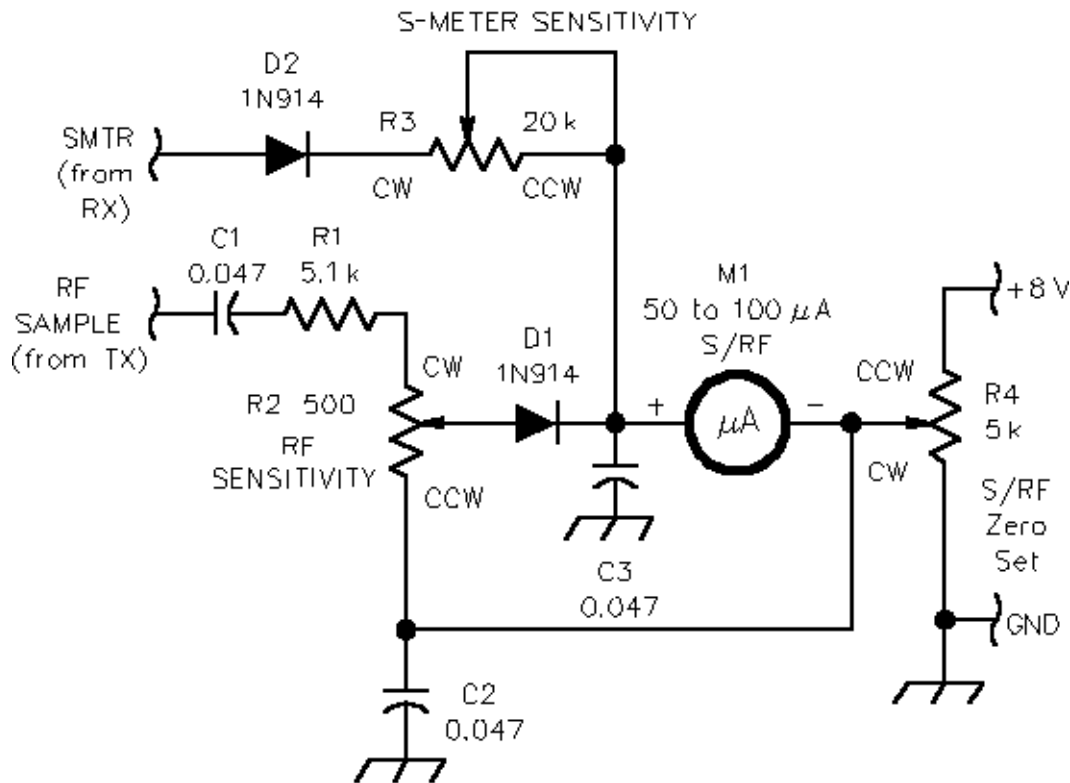 S-METER SENSITIVITY
D2
1N914
R3
20 k
SMTR
(from
RX)
CW
CCW
C1
0.047
R1
5.1 k
RF
SAMPLE
(from TX)
CW
R2 500
RF
SENSITIVITY
CCW
D1
1N914
M1
50 to 100 μA
S/RF
+
μA
-
+8 V
CCW
R4
5 k
CW
S/RF
Zero
Set
C3
0.047
GND
C2
0.047